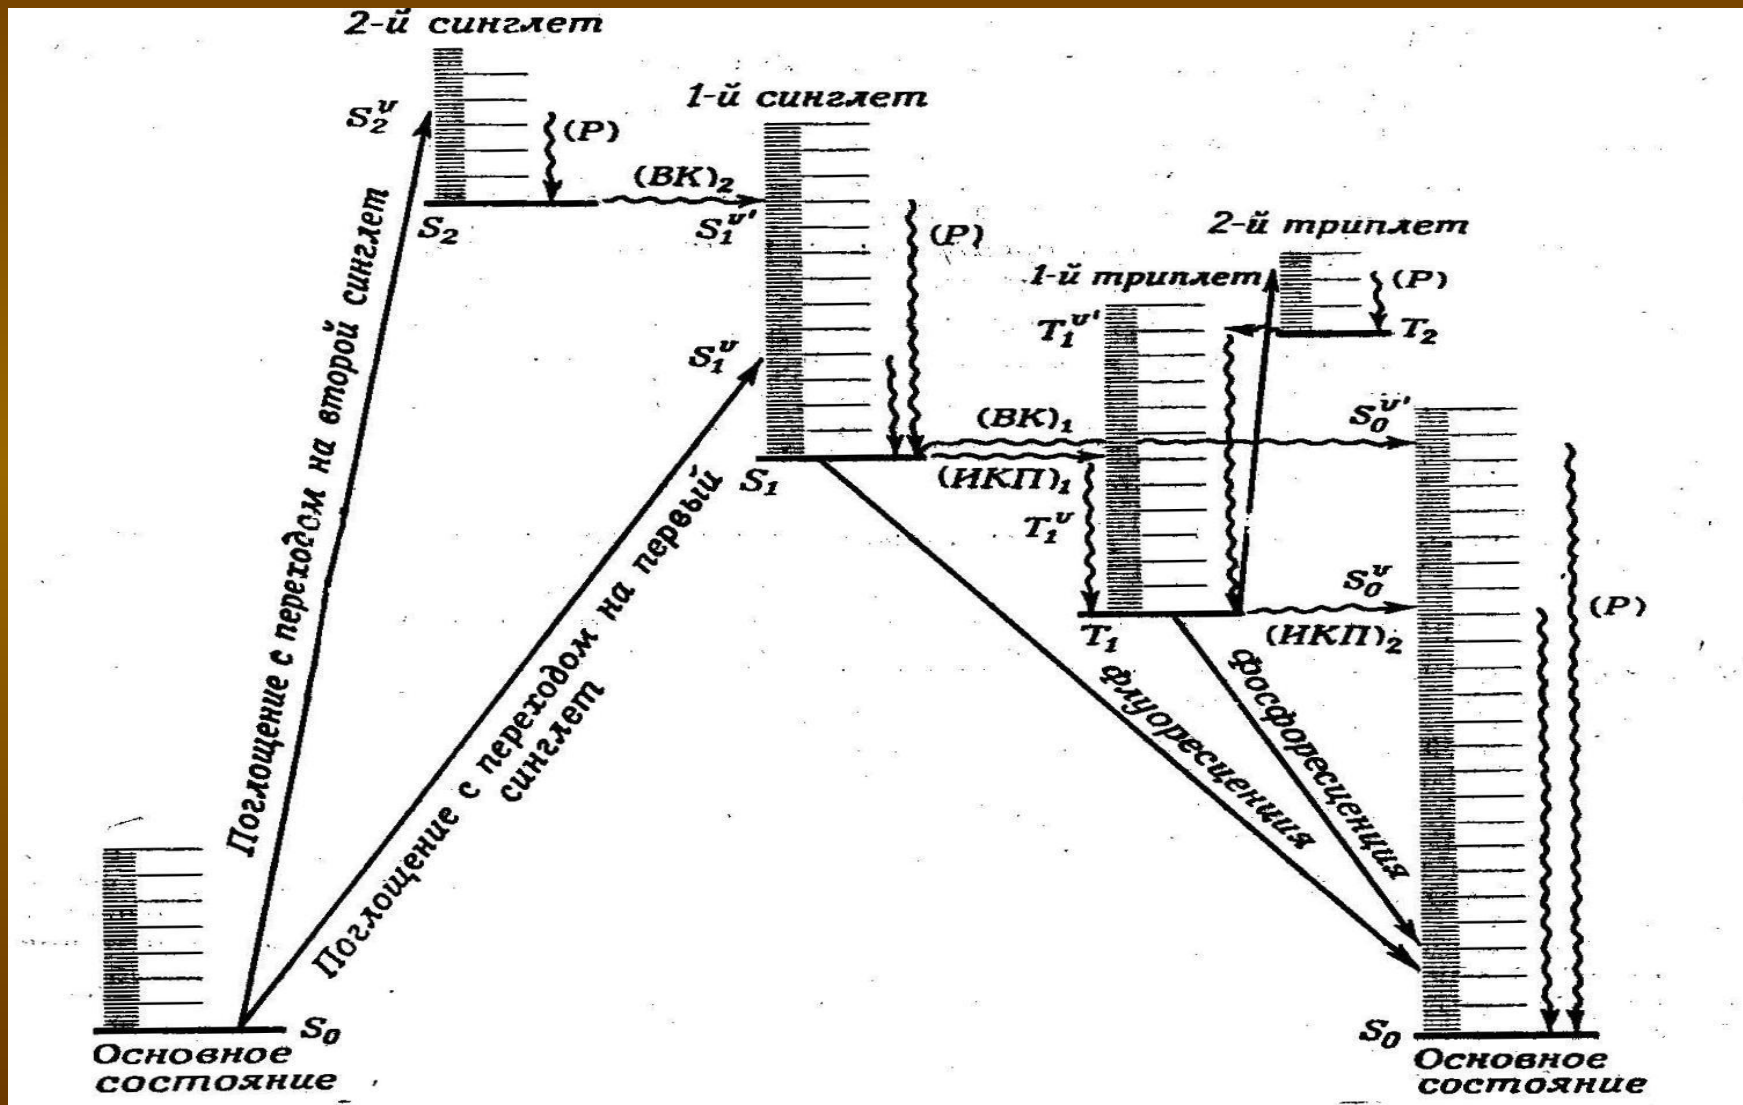 2-й синглет
S₂ᵛ
(Р)
S₂
(ВК)₂
1-й синглет
S₁ᵛ'
(Р)
S₁ᵛ
S₁
(ВК)₁
(ИКП)₁
2-й триплет
1-й триплет
(Р)
T₂
T₁ᵛ'
T₁ᵛ
T₁
S₀ᵛ'
S₀ᵛ
(ИКП)₂
(Р)
Поглощение с переходом на второй синглет
Поглощение с переходом на первый
синглет
флуоресценция
фосфоресценция
S₀
Основное
состояние
S₀
Основное
состояние